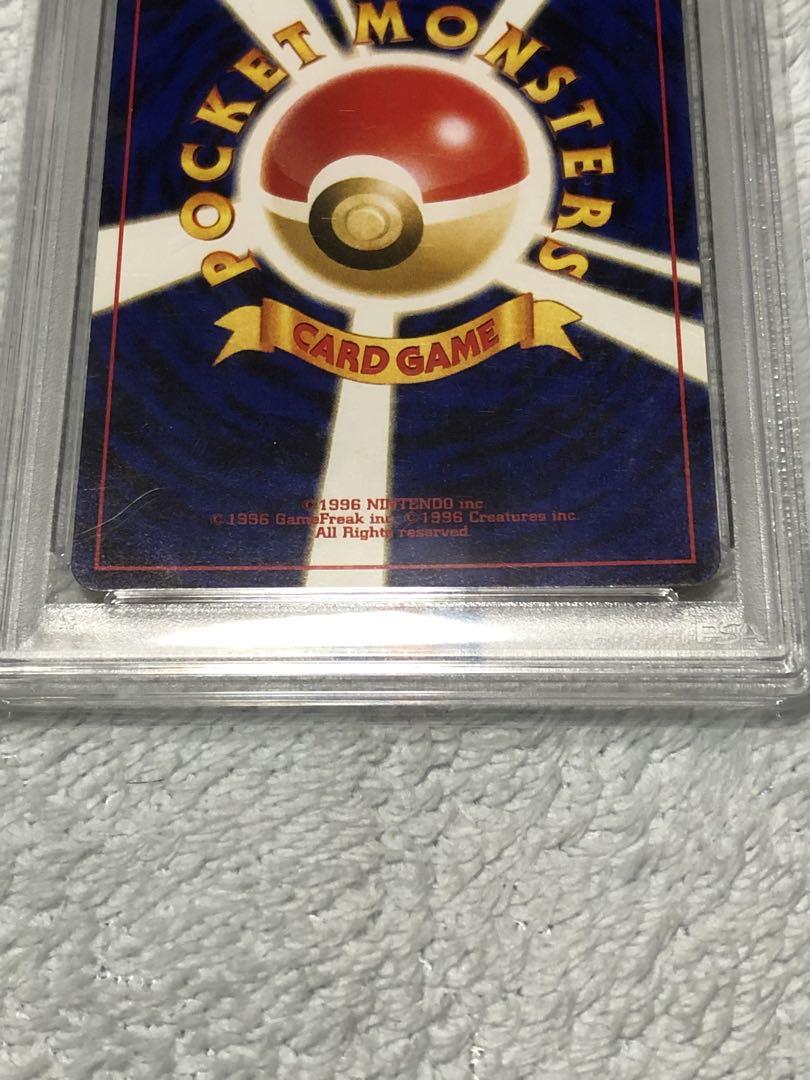 POCKET MONSTERS
CARD GAME
©1996 NINTENDO inc.
©1996 GameFreak inc. ©1996 Creatures inc.
All Rights reserved.
PSA